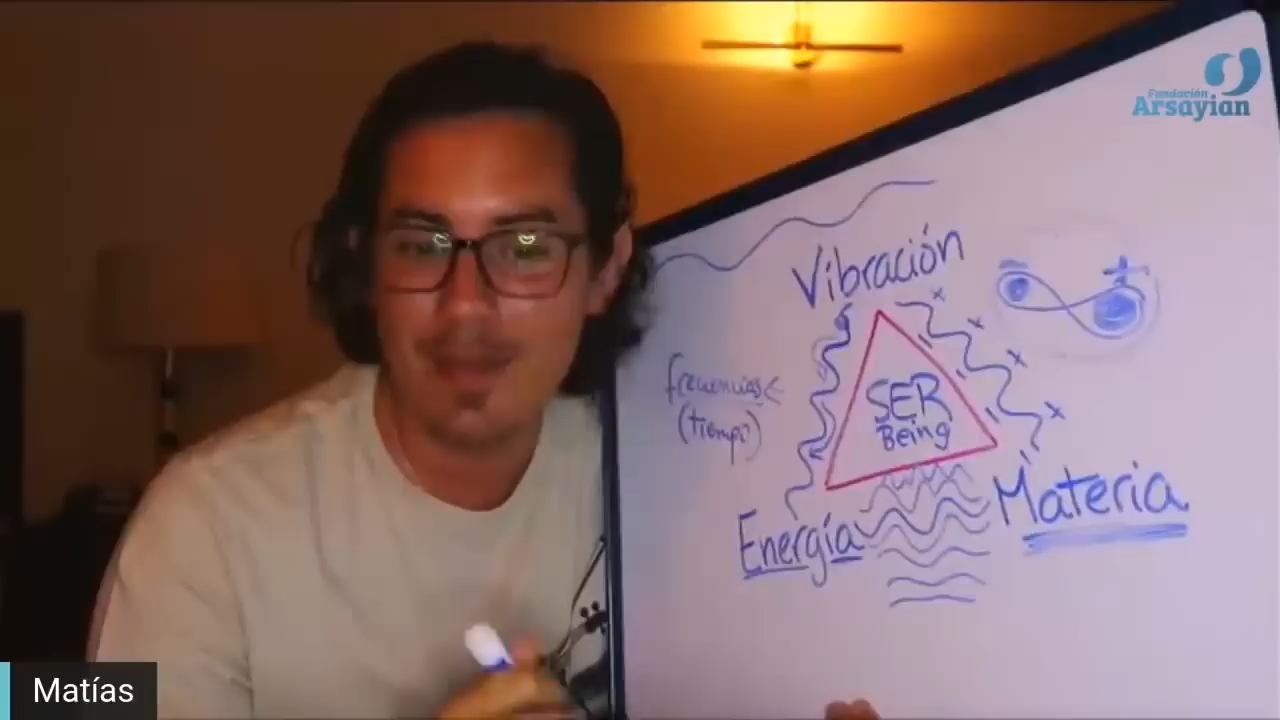 Fundación
Arsayian
Vibración
- +
frecuencias <
(tiempo)
SER
Being
Energía
Materia
Matías